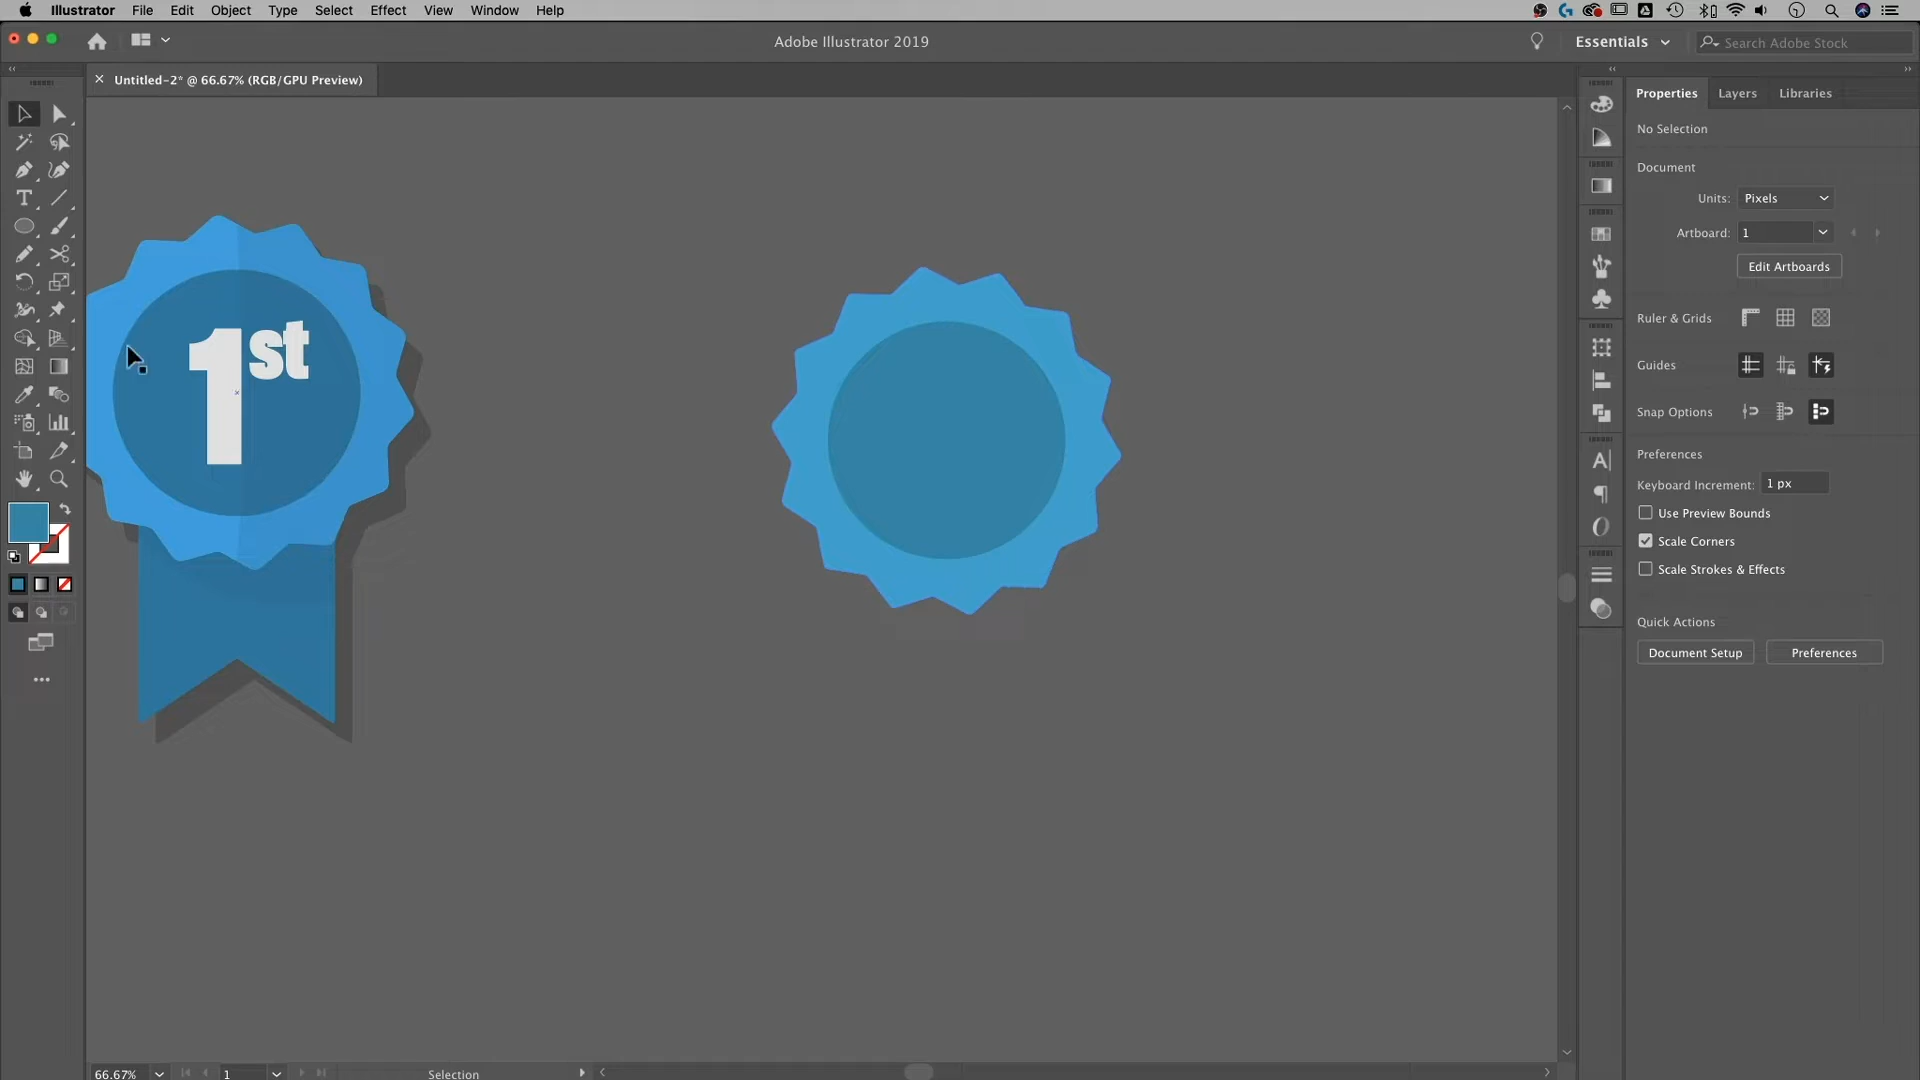 Illustrator File Edit Object Type Select Effect View Window Help
Adobe Illustrator 2019
Essentials
Search Adobe Stock
Untitled-2* @ 66.67% (RGB/GPU Preview)
Properties Layers Libraries
No Selection
Document
Units: Pixels
Artboard: 1
Edit Artboards
Ruler & Grids
Guides
Snap Options
Preferences
Keyboard Increment: 1 px
Use Preview Bounds
Scale Corners
Scale Strokes & Effects
Quick Actions
Document Setup Preferences
1st
66.67% 1 Selection